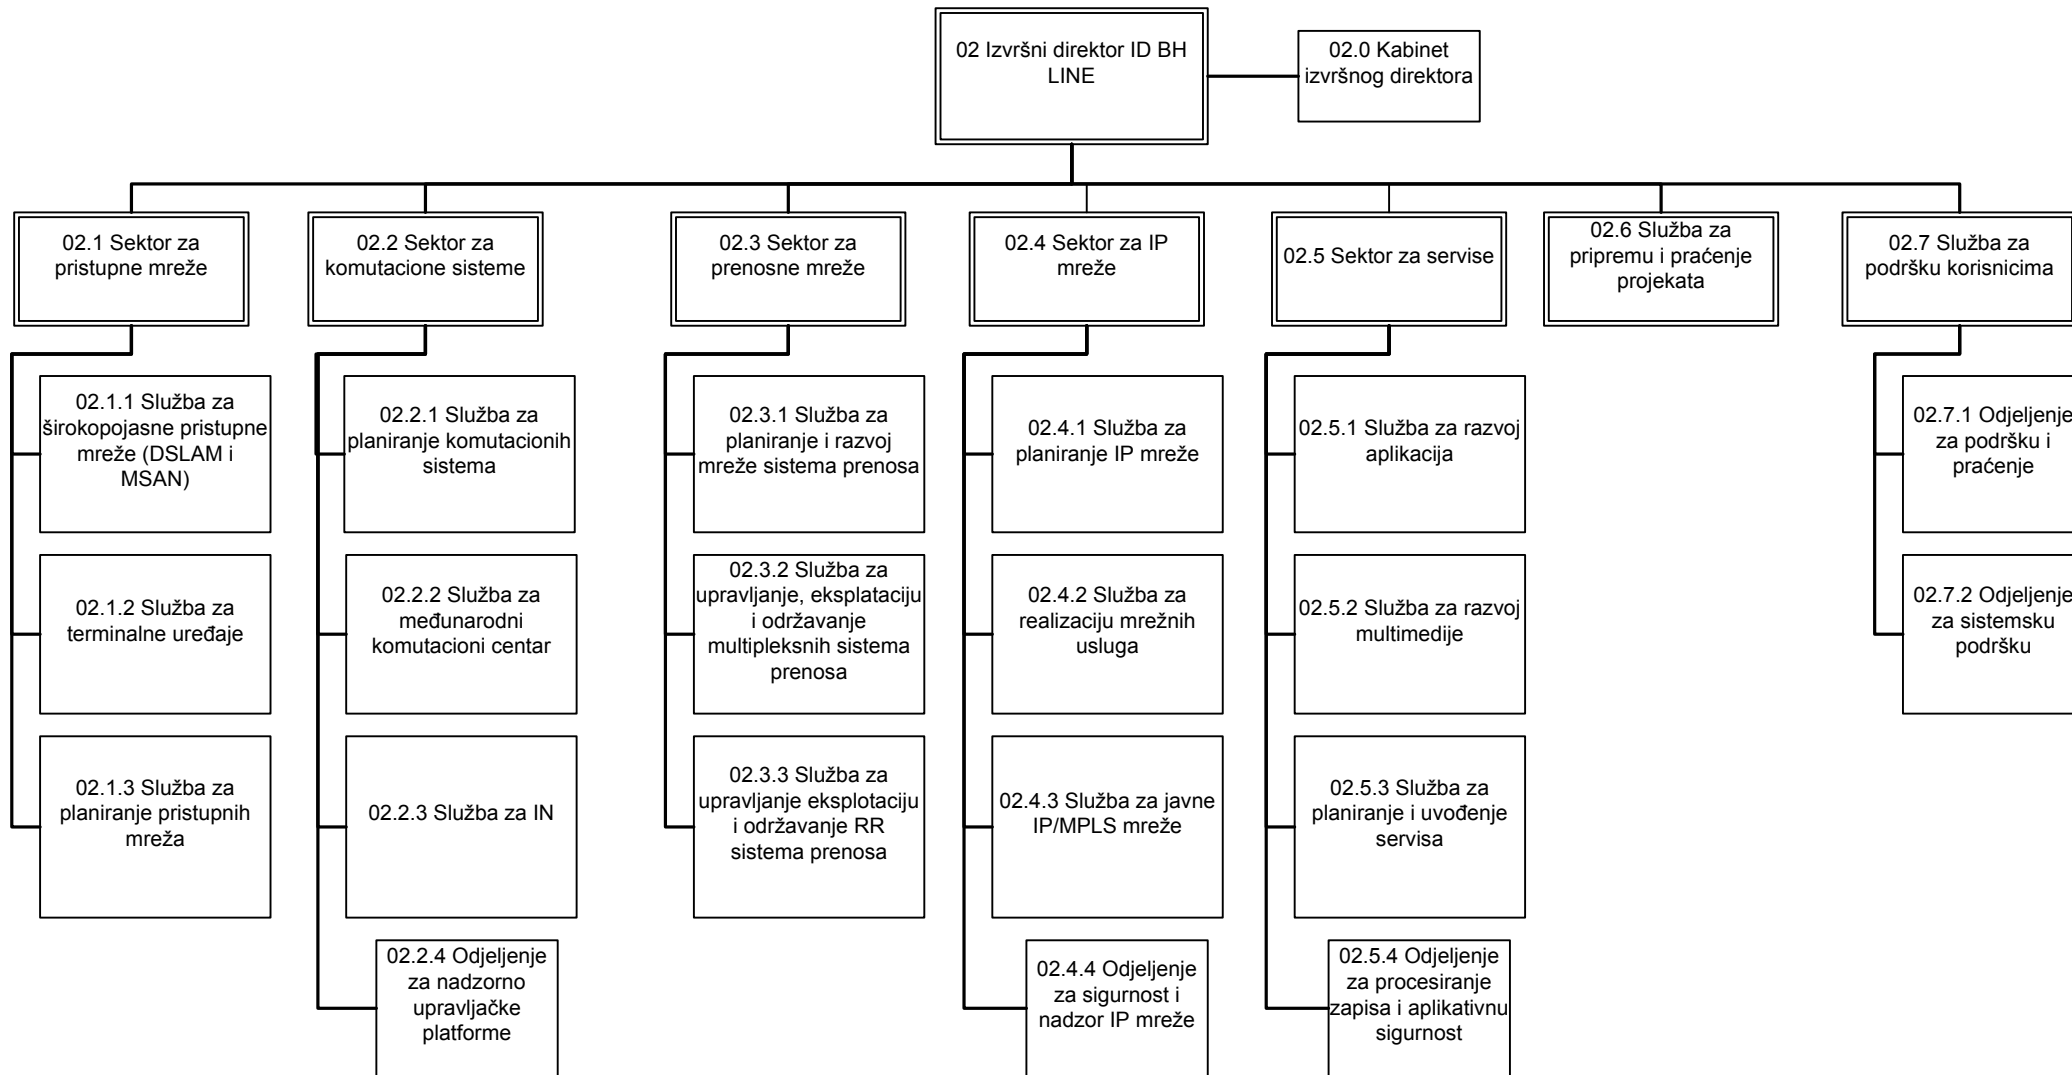 02 Izvršni direktor ID BH
LINE
02.0 Kabinet
izvršnog direktora
02.1 Sektor za
pristupne mreže
02.2 Sektor za
komutacione sisteme
02.3 Sektor za
prenosne mreže
02.4 Sektor za IP
mreže
02.5 Sektor za servise
02.6 Služba za
pripremu i praćenje
projekata
02.7 Služba za
podršku korisnicima
02.1.1 Služba za
širokopojasne pristupne
mreže (DSLAM i
MSAN)
02.2.1 Služba za
planiranje komutacionih
sistema
02.3.1 Služba za
planiranje i razvoj
mreže sistema prenosa
02.4.1 Služba za
planiranje IP mreže
02.5.1 Služba za razvoj
aplikacija
02.7.1 Odjeljenje
za podršku i
praćenje
02.1.2 Služba za
terminalne uređaje
02.2.2 Služba za
međunarodni
komutacioni centar
02.3.2 Služba za
upravljanje, eksplataciju
i održavanje
multipleksnih sistema
prenosa
02.4.2 Služba za
realizaciju mrežnih
usluga
02.5.2 Služba za razvoj
multimedije
02.7.2 Odjeljenje
za sistemsku
podršku
02.1.3 Služba za
planiranje pristupnih
mreža
02.2.3 Služba za IN
02.3.3 Služba za
upravljanje eksplotaciju
i održavanje RR
sistema prenosa
02.4.3 Služba za javne
IP/MPLS mreže
02.5.3 Služba za
planiranje i uvođenje
servisa
02.2.4 Odjeljenje
za nadzorno
upravljačke
platforme
02.4.4 Odjeljenje
za sigurnost i
nadzor IP mreže
02.5.4 Odjeljenje
za procesiranje
zapisa i aplikativnu
sigurnost